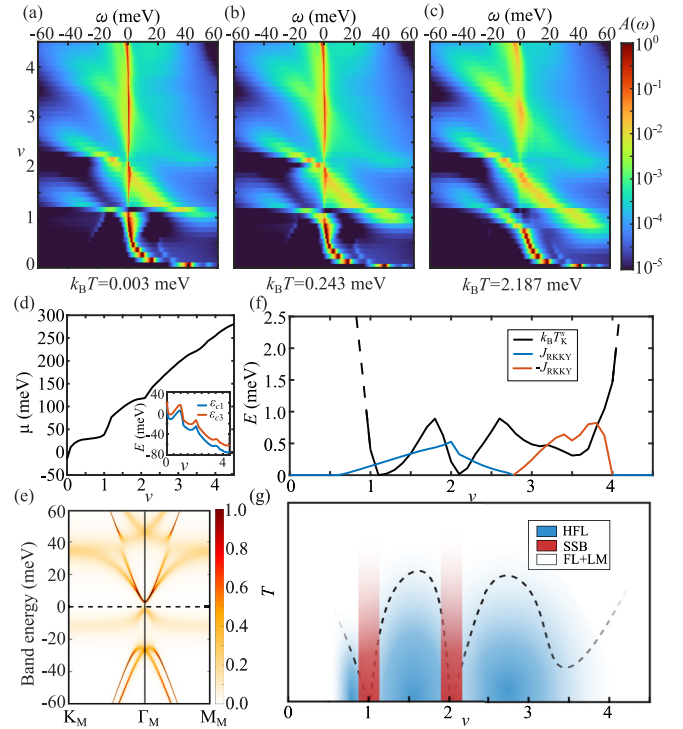 (a) ω (meV) (b) ω (meV) (c) ω (meV) A(ω)
-60 -40 -20 0 20 40 60 -60 -40 -20 0 20 40 60 -60 -40 -20 0 20 40 60
10⁰
10⁻¹
10⁻²
10⁻³
10⁻⁴
10⁻⁵
4
3
ν
2
1
0
k_BT=0.003 meV k_BT=0.243 meV k_BT=2.187 meV
(d)
300
250
200
150
100
50
0
-50
μ (meV)
0 1 2 3 4
ν
40
0
-40
-80
E (meV)
0 2 4
ν
ε_c1
ε_c3
(f)
2.5
2
1.5
1.0
0.5
0
E (meV)
0 1 2 3 4
ν
k_BT_K^s
J_RKKY
-J_RKKY
(e)
60
40
20
0
-20
-40
-60
Band energy (meV)
K_M Γ_M M_M
1.0
0.8
0.6
0.4
0.2
0.0
(g)
T
HFL
SSB
FL+LM
0 1 2 3 4
ν